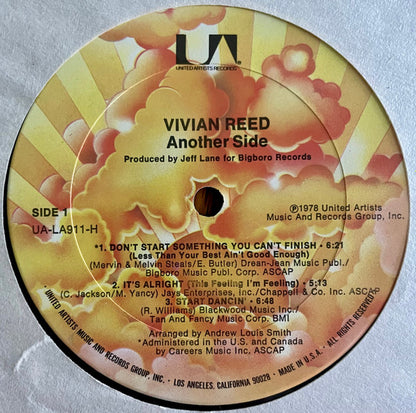 UA
UNITED ARTISTS RECORDS
VIVIAN REED
Another Side
Produced by Jeff Lane for Bigboro Records
SIDE 1
UA-LA911-H
℗1978 United Artists
Music And Records Group, Inc.
*1. DON'T START SOMETHING YOU CAN'T FINISH • 6:21
(Less Than Your Best Ain't Good Enough)
(Mervin & Melvin Steals/E. Butler) Drean-Jean Music Publ./
Bigboro Music Publ. Corp. ASCAP
2. IT'S ALRIGHT (This Feeling I'm Feeling) • 5:13
(C. Jackson/M. Yancy) Jays Enterprises, Inc./Chappell & Co. Inc. ASCAP
3. START DANCIN' • 6:48
(R. Williams) Blackwood Music Inc./
Tan And Fancy Music Corp. BMI
Arranged by Andrew Louis Smith
*Administered in the U.S. and Canada
by Careers Music Inc. ASCAP
UNITED ARTISTS MUSIC AND RECORDS GROUP, INC. • LOS ANGELES, CALIFORNIA 90028 • MADE IN U.S.A. • ALL RIGHTS RESERVED